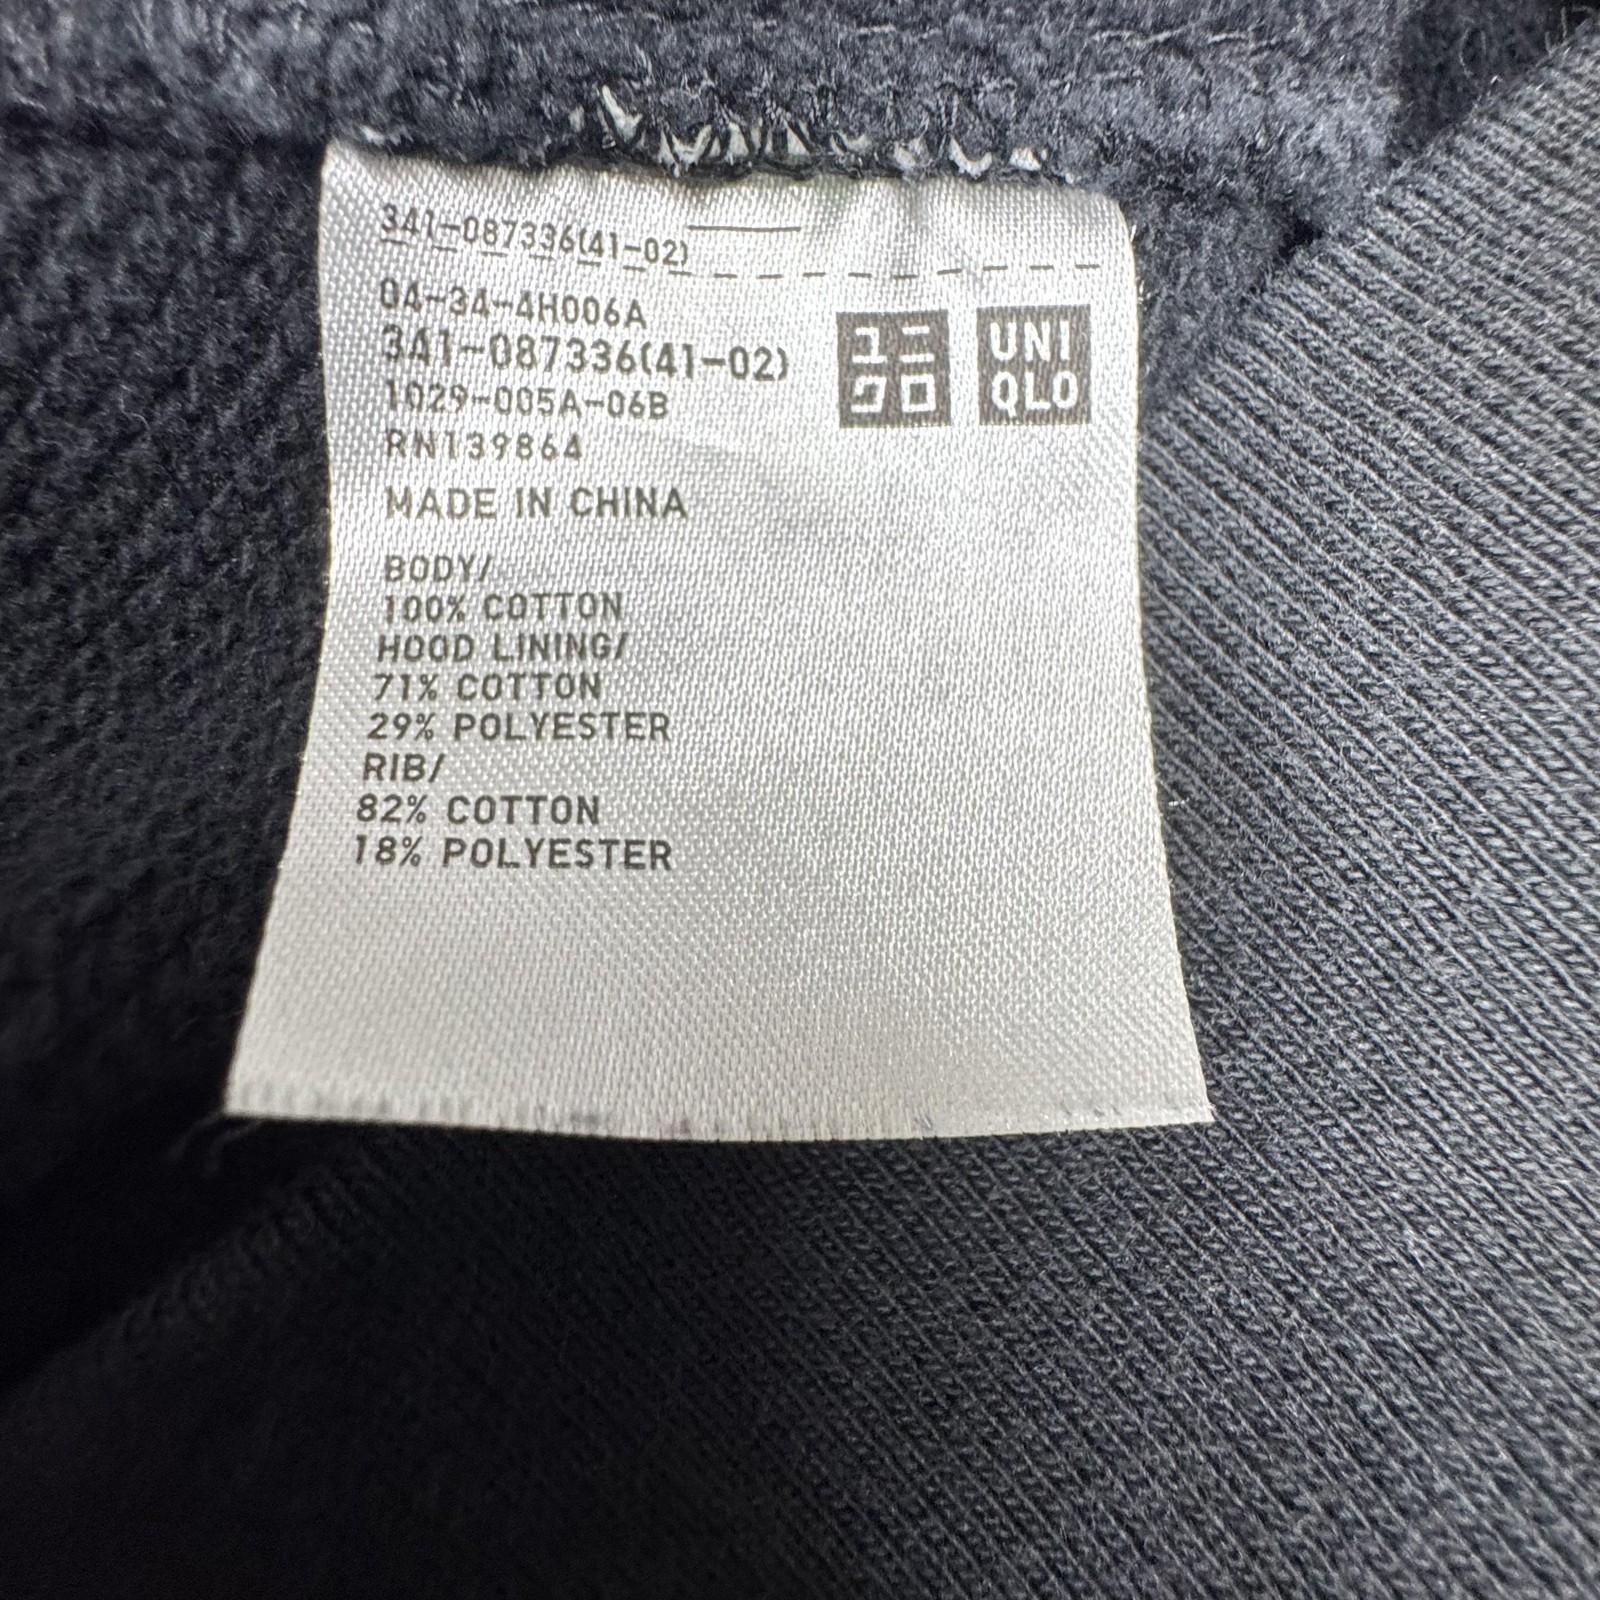 341-087336(41-02)
04-34-4H006A
341-087336(41-02)
1029-005A-06B
RN139864
MADE IN CHINA
ユニ
クロ
UNI
QLO
BODY/
100% COTTON
HOOD LINING/
71% COTTON
29% POLYESTER
RIB/
82% COTTON
18% POLYESTER